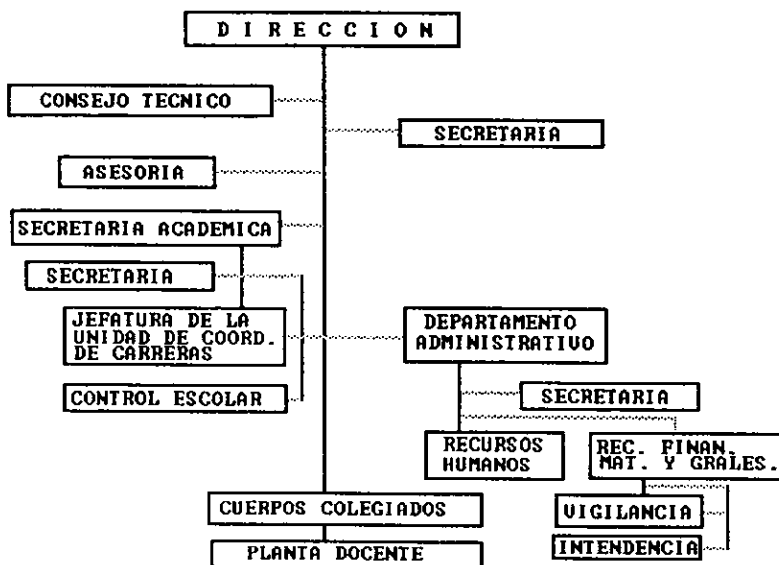 D I R E C C I O N
CONSEJO TECNICO
SECRETARIA
ASESORIA
SECRETARIA ACADEMICA
SECRETARIA
JEFATURA DE LA
UNIDAD DE COORD.
DE CARRERAS
DEPARTAMENTO
ADMINISTRATIVO
CONTROL ESCOLAR
SECRETARIA
RECURSOS
HUMANOS
REC. FINAN.
MAT. Y GRALES.
CUERPOS COLEGIADOS
VIGILANCIA
PLANTA DOCENTE
INTENDENCIA